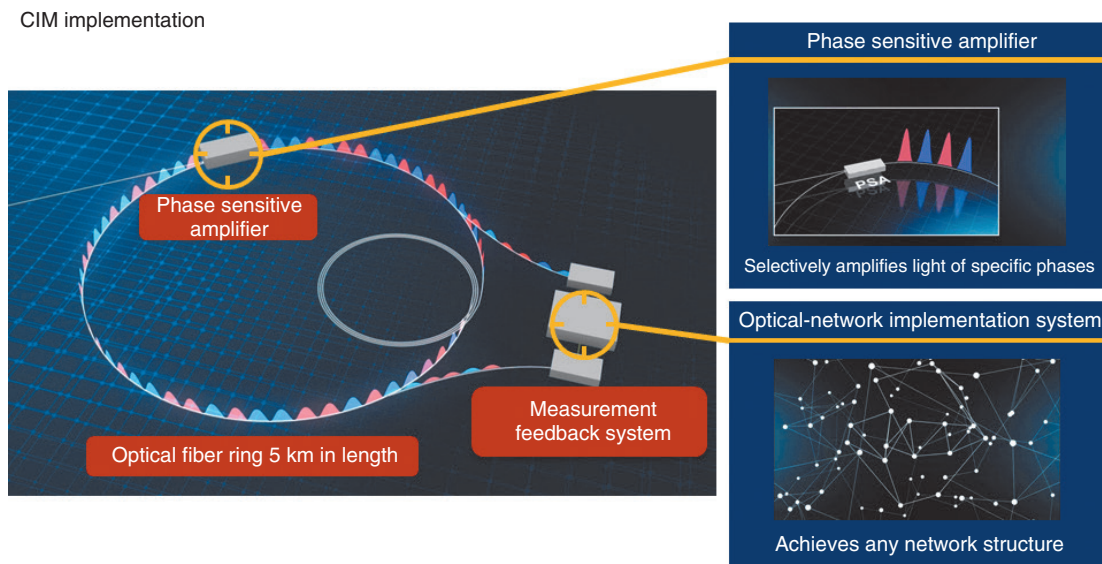 CIM implementation
Phase sensitive
amplifier
Optical fiber ring 5 km in length
Measurement
feedback system
Phase sensitive amplifier
PSA
PSA
Selectively amplifies light of specific phases
Optical-network implementation system
Achieves any network structure